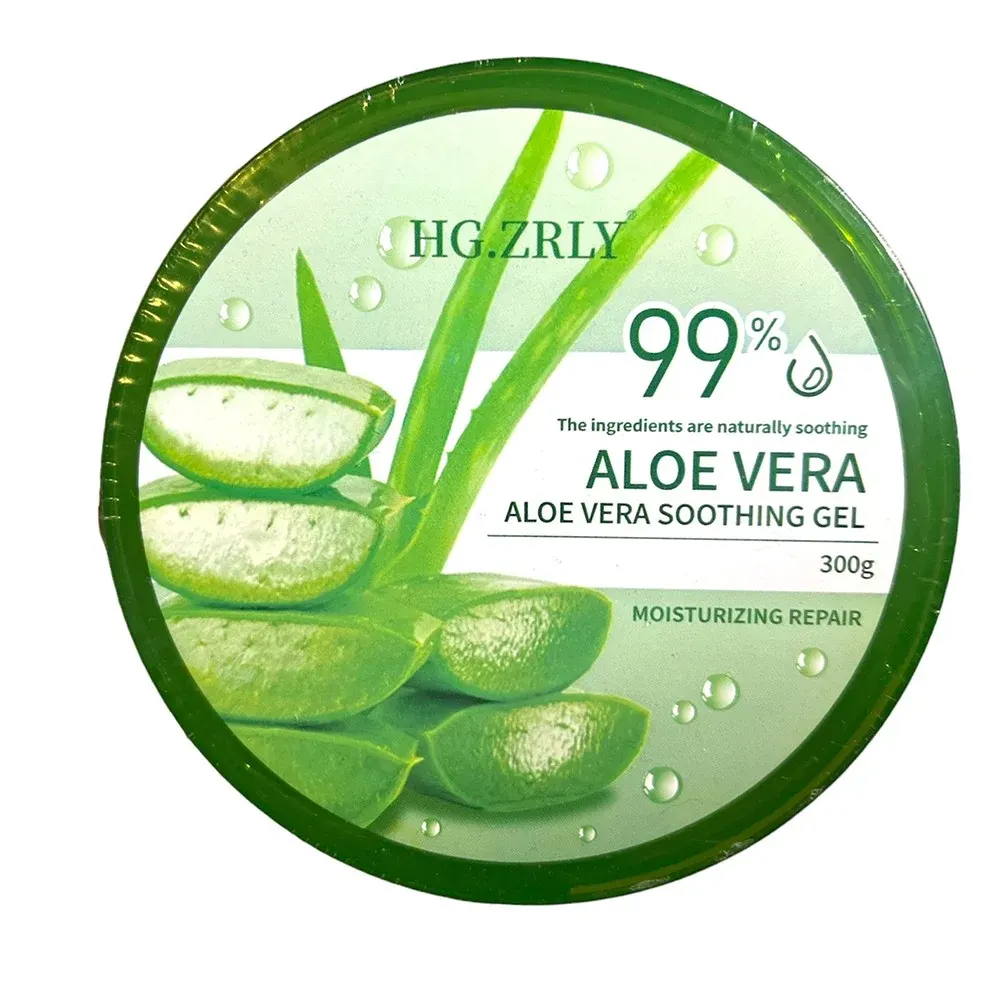 HG.ZRLY®
99%
The ingredients are naturally soothing
ALOE VERA
ALOE VERA SOOTHING GEL
300g
MOISTURIZING REPAIR